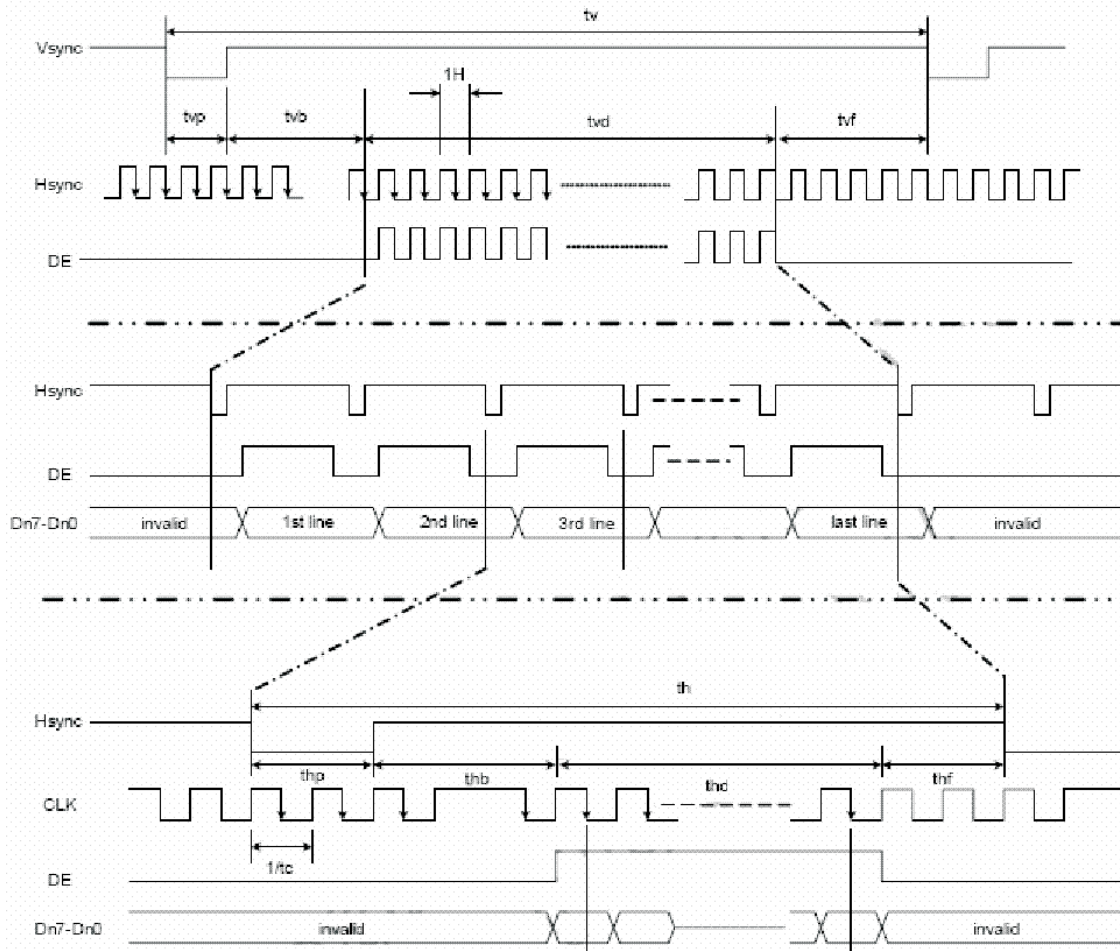 tv
Vsync
1H
tvp
tvb
tvd
tvf
Hsync
DE
Hsync
DE
Dn7-Dn0 invalid 1st line 2nd line 3rd line last line invalid
th
Hsync
thp thb thd thf
CLK
1/tc
DE
Dn7-Dn0 invalid invalid